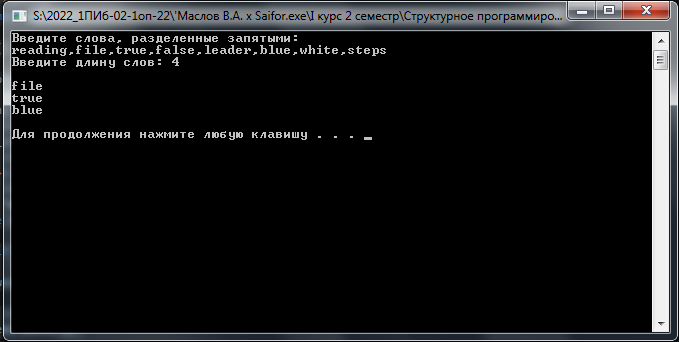 S:\2022_1ПИб-02-1оп-22\'Маслов В.А. x Saifor.exe\I курс 2 семестр\Структурное программиро...
Введите слова, разделенные запятыми:
reading,file,true,false,leader,blue,white,steps
Введите длину слов: 4
file
true
blue
Для продолжения нажмите любую клавишу . . . _